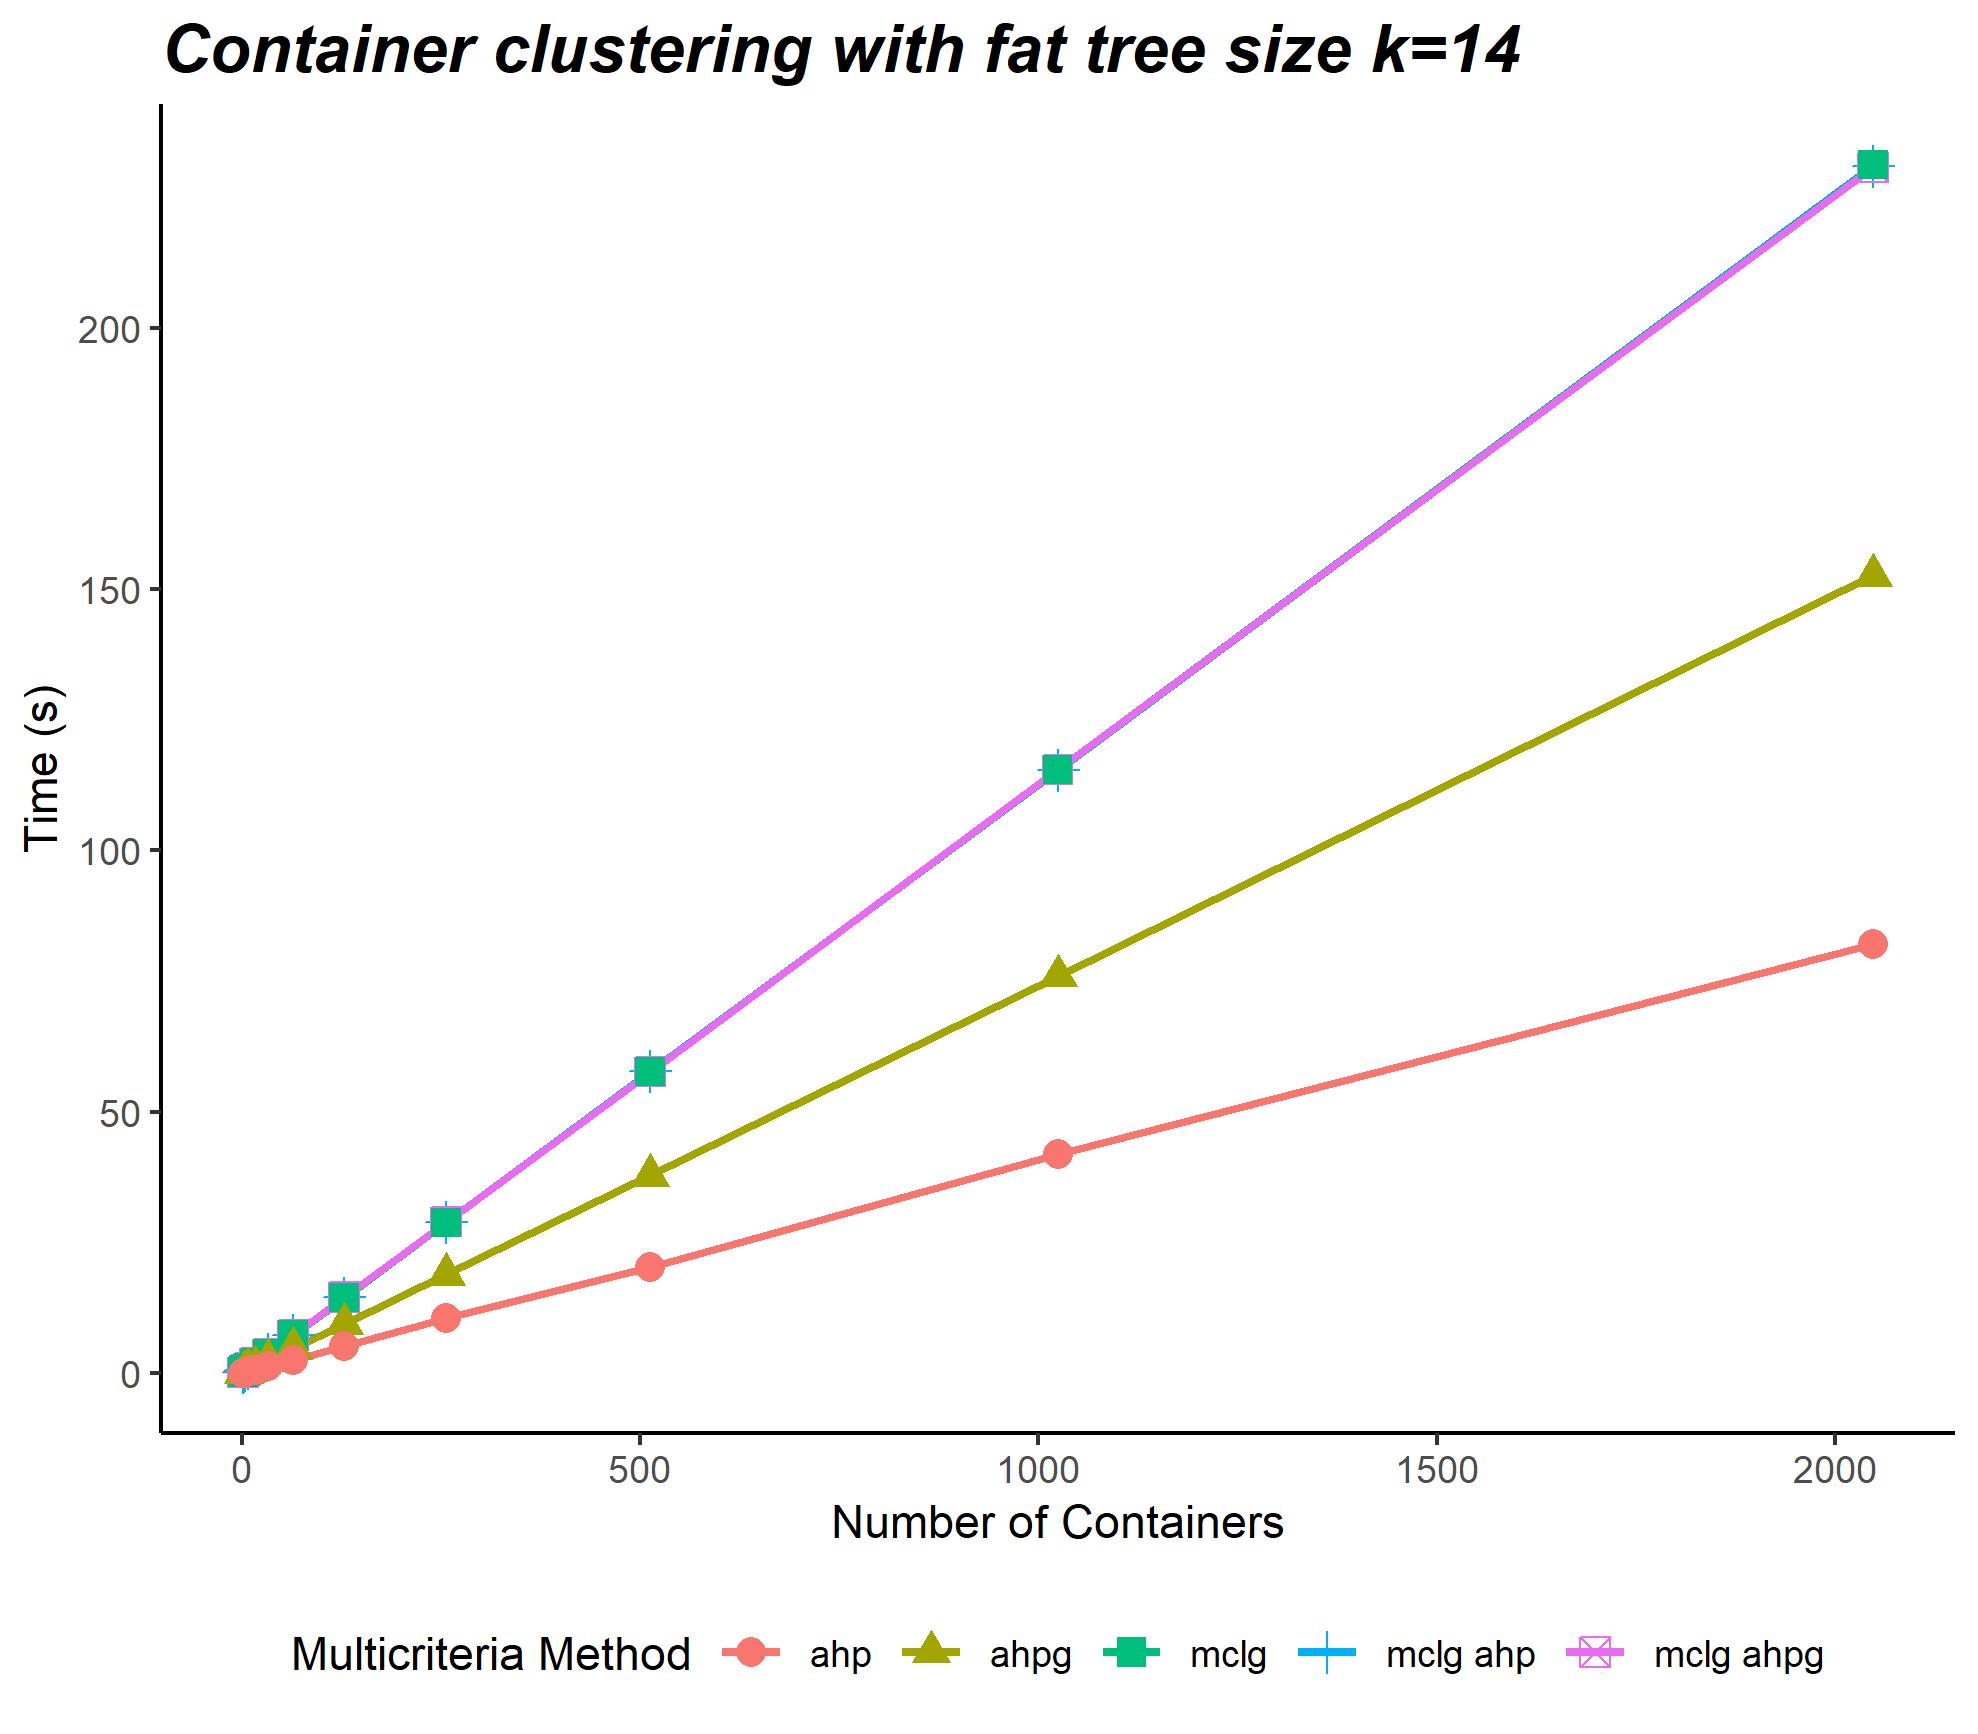 Container clustering with fat tree size k=14
Time (s)
200
150
100
50
0
0 500 1000 1500 2000
Number of Containers
Multicriteria Method ahp ahpg mclg mclg ahp mclg ahpg